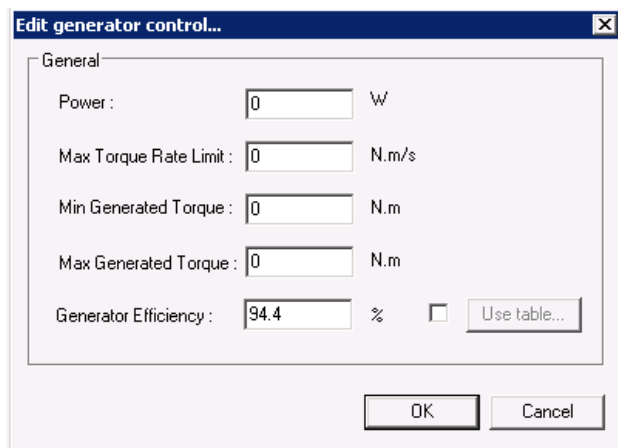 Edit generator control...
General
Power : 0 W
Max Torque Rate Limit : 0 N.m/s
Min Generated Torque : 0 N.m
Max Generated Torque : 0 N.m
Generator Efficiency : 94.4 % Use table...
OK Cancel